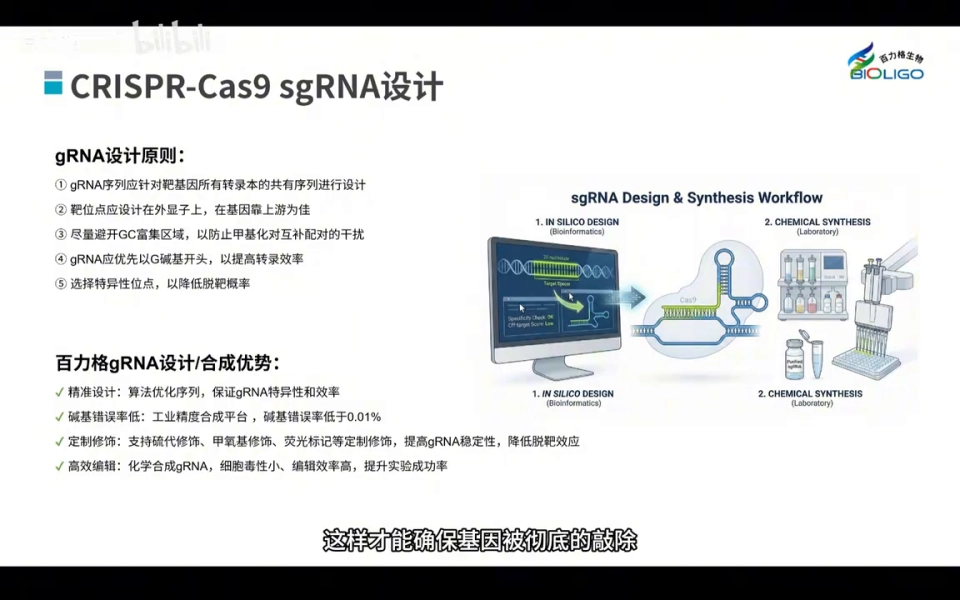 bilibili
百力格生物
BIOLIGO
CRISPR-Cas9 sgRNA设计
gRNA设计原则：
① gRNA序列应针对靶基因所有转录本的共有序列进行设计
② 靶位点应设计在外显子上，在基因靠上游为佳
③ 尽量避开GC富集区域，以防止甲基化对互补配对的干扰
④ gRNA应优先以G碱基开头，以提高转录效率
⑤ 选择特异性位点，以降低脱靶概率
百力格gRNA设计/合成优势：
✓ 精准设计：算法优化序列，保证gRNA特异性和效率
✓ 碱基错误率低：工业精度合成平台 ，碱基错误率低于0.01%
✓ 定制修饰：支持硫代修饰、甲氧基修饰、荧光标记等定制修饰，提高gRNA稳定性，降低脱靶效应
✓ 高效编辑：化学合成gRNA，细胞毒性小、编辑效率高，提升实验成功率
sgRNA Design & Synthesis Workflow
1. IN SILICO DESIGN
(Bioinformatics)
2. CHEMICAL SYNTHESIS
(Laboratory)
Target Spacer
Specificity Check: OK
Off-target Score: Low
Cas9
Purified
sgRNA
1. IN SILICO DESIGN
(Bioinformatics)
2. CHEMICAL SYNTHESIS
(Laboratory)
这样才能确保基因被彻底的敲除